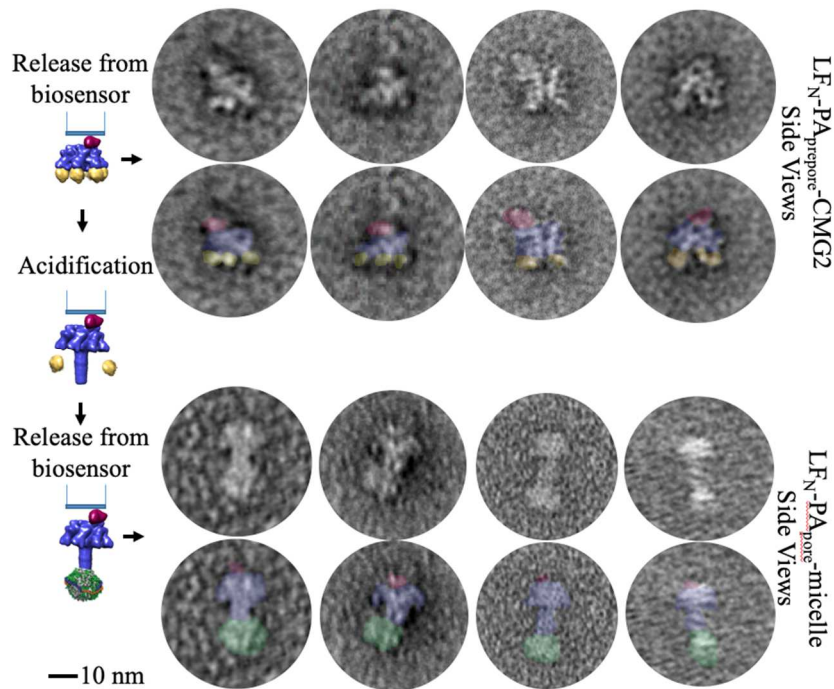 Release from
biosensor
Acidification
Release from
biosensor
10 nm
LFN-PAprepore-CMG2
Side Views
LFN-PApore-micelle
Side Views